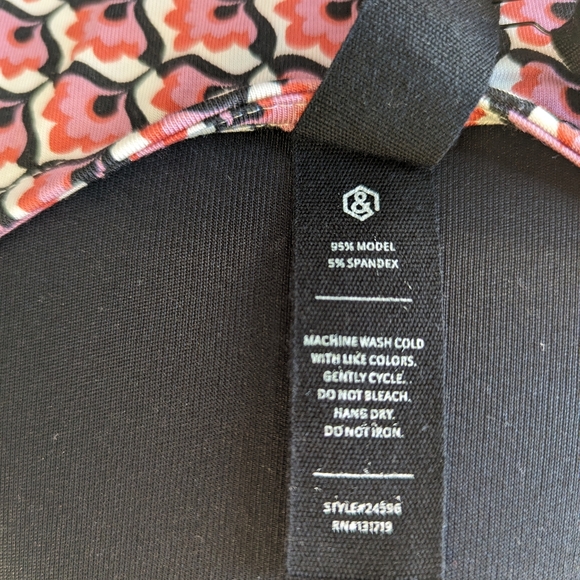 &
95% MODEL
5% SPANDEX
MACHINE WASH COLD
WITH LIKE COLORS.
GENTLY CYCLE.
DO NOT BLEACH.
HANG DRY.
DO NOT IRON.
STYLE#24596
RN#131719